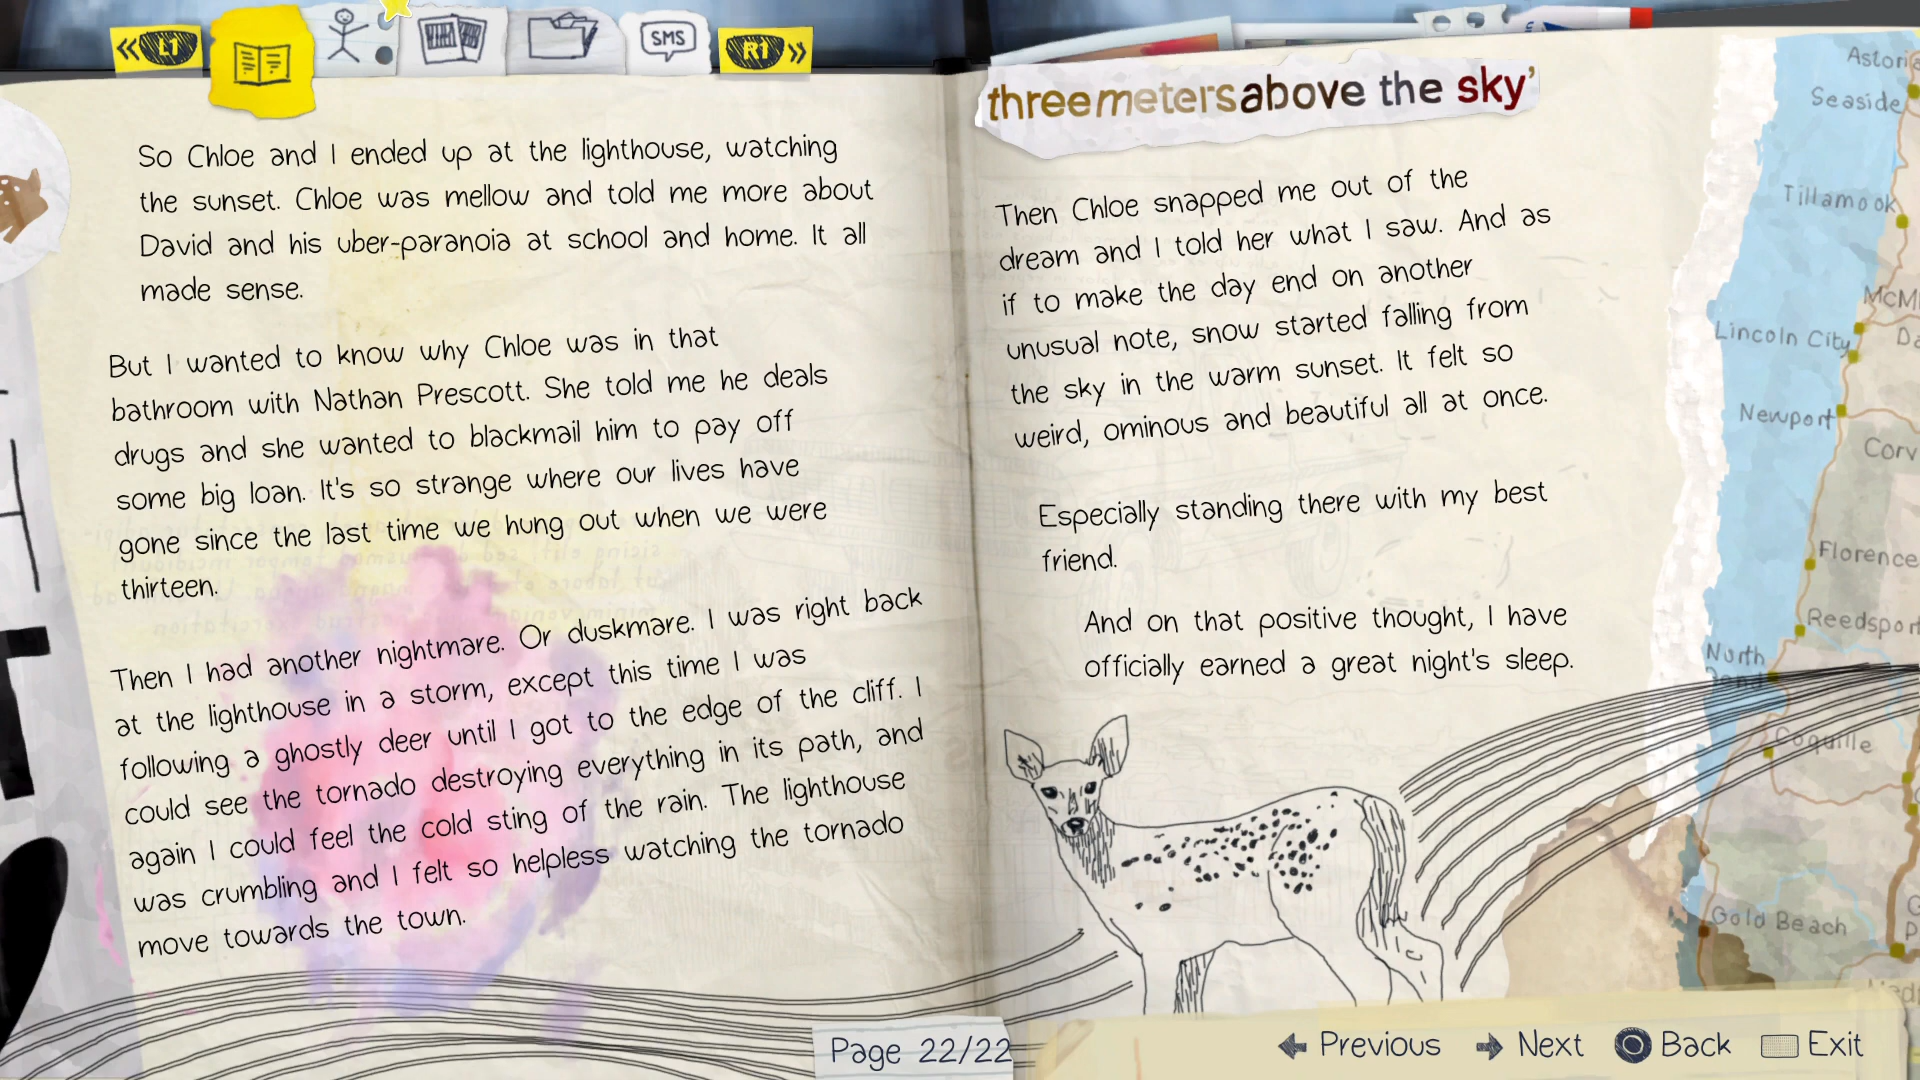 L1
SMS
R1
So Chloe and I ended up at the lighthouse, watching
the sunset. Chloe was mellow and told me more about
David and his uber-paranoia at school and home. It all
made sense.
But I wanted to know why Chloe was in that
bathroom with Nathan Prescott. She told me he deals
drugs and she wanted to blackmail him to pay off
some big loan. It's so strange where our lives have
gone since the last time we hung out when we were
thirteen.
Then I had another nightmare. Or duskmare. I was right back
at the lighthouse in a storm, except this time I was
following a ghostly deer until I got to the edge of the cliff. I
could see the tornado destroying everything in its path, and
again I could feel the cold sting of the rain. The lighthouse
was crumbling and I felt so helpless watching the tornado
move towards the town.
threemetersabove the sky'
Then Chloe snapped me out of the
dream and I told her what I saw. And as
if to make the day end on another
unusual note, snow started falling from
the sky in the warm sunset. It felt so
weird, ominous and beautiful all at once.
Especially standing there with my best
friend.
And on that positive thought, I have
officially earned a great night's sleep.
Seaside
Tillamook
Lincoln City
Newport
Florence
North
Coquille
Gold Beach
Page 22/22
Previous
Next
Back
Exit